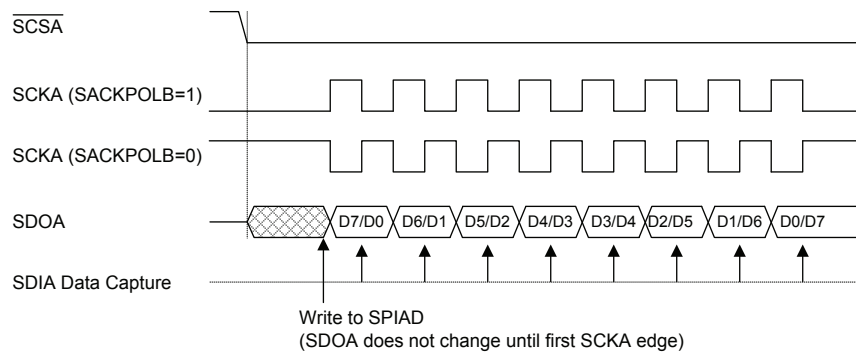 SCSA
SCKA (SACKPOLB=1)
SCKA (SACKPOLB=0)
SDOA
D7/D0 D6/D1 D5/D2 D4/D3 D3/D4 D2/D5 D1/D6 D0/D7
SDIA Data Capture
Write to SPIAD
(SDOA does not change until first SCKA edge)